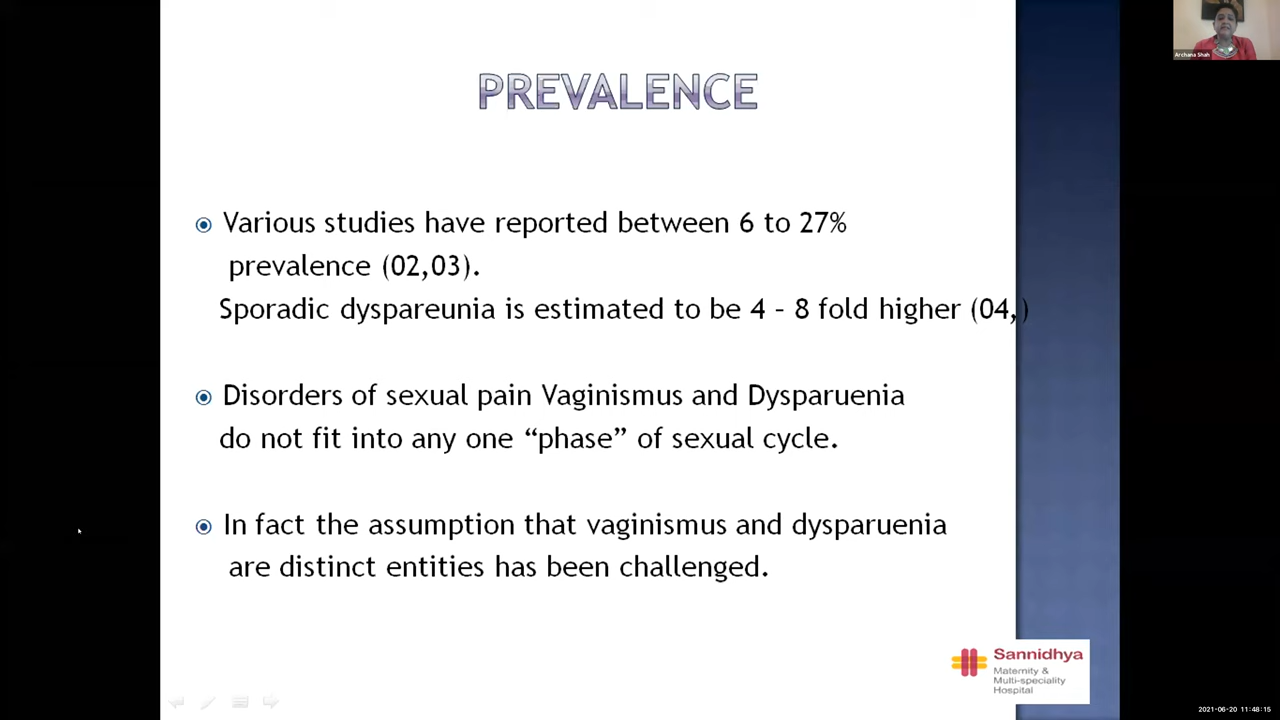 Archana Shah
PREVALENCE
Various studies have reported between 6 to 27%
prevalence (02,03).
Sporadic dyspareunia is estimated to be 4 - 8 fold higher (04,)
Disorders of sexual pain Vaginismus and Dysparuenia
do not fit into any one “phase” of sexual cycle.
In fact the assumption that vaginismus and dysparuenia
are distinct entities has been challenged.
Sannidhya
Maternity &
Multi-speciality
Hospital
2021-06-20 11:48:15